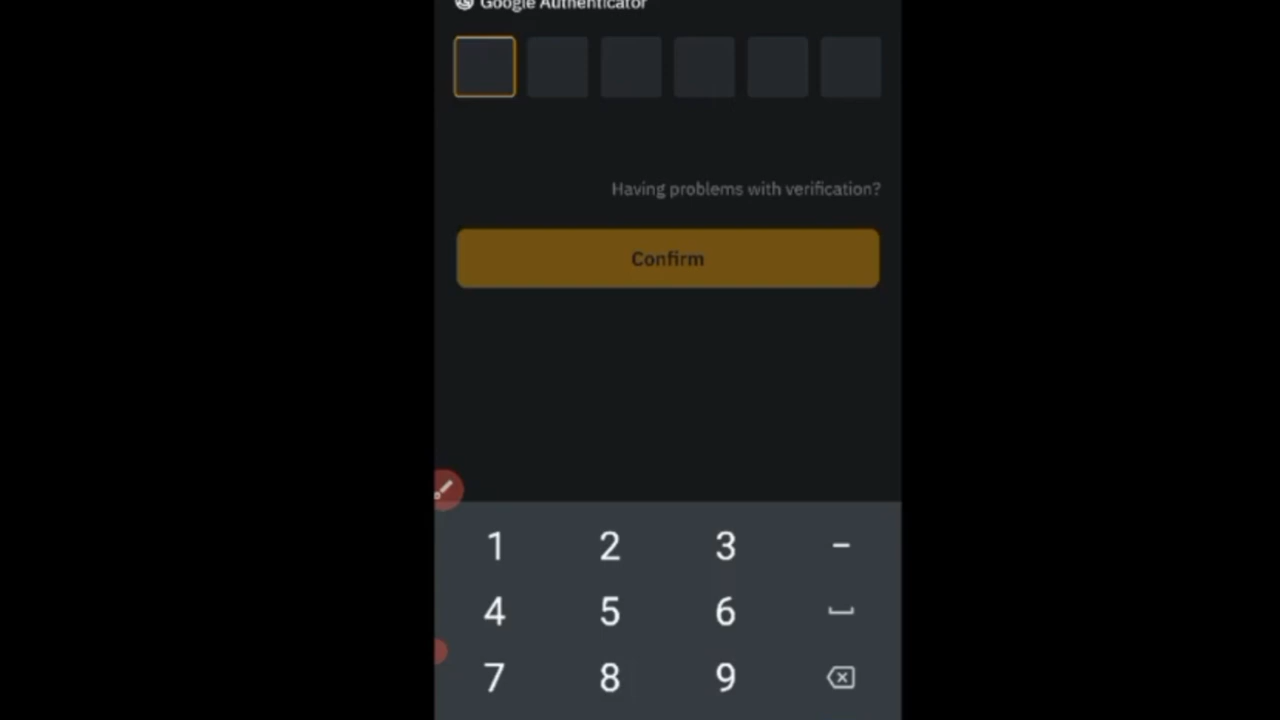 Google Authenticator
Having problems with verification?
Confirm
1 2 3 -
4 5 6
7 8 9